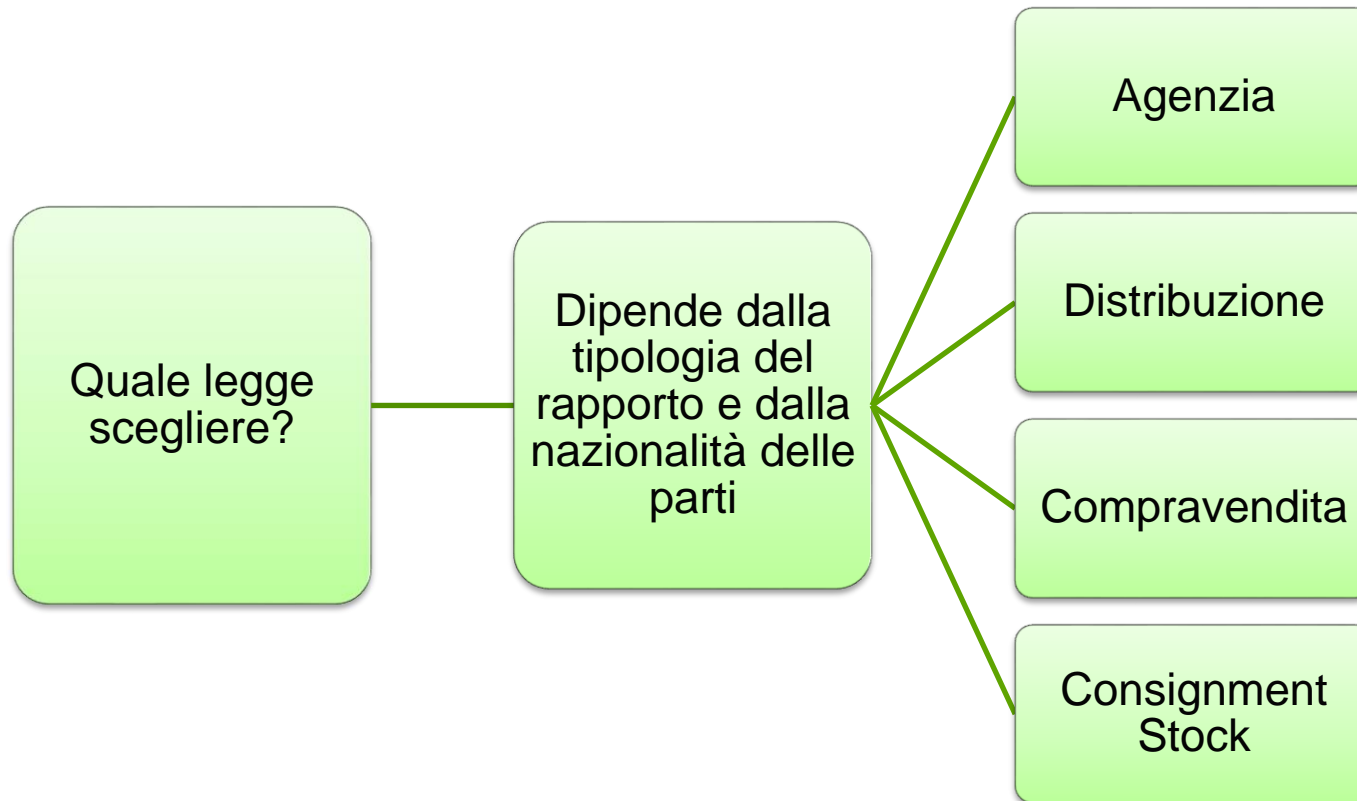 Quale legge
scegliere?
Dipende dalla
tipologia del
rapporto e dalla
nazionalità delle
parti
Agenzia
Distribuzione
Compravendita
Consignment
Stock